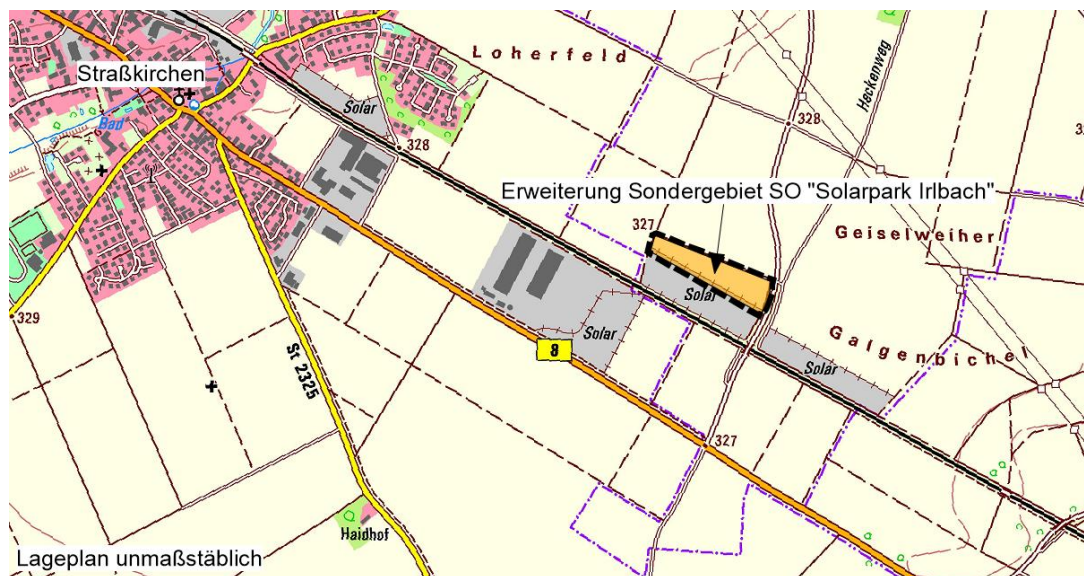 Loherfeld
Straßkirchen
Solar
Heckenweg
Bad
328
328
Erweiterung Sondergebiet SO "Solarpark Irlbach"
327
Geiselweiher
Solar
329
Solar
Galgenbichel
8
St 2325
Solar
327
Haidhof
Lageplan unmaßstäblich